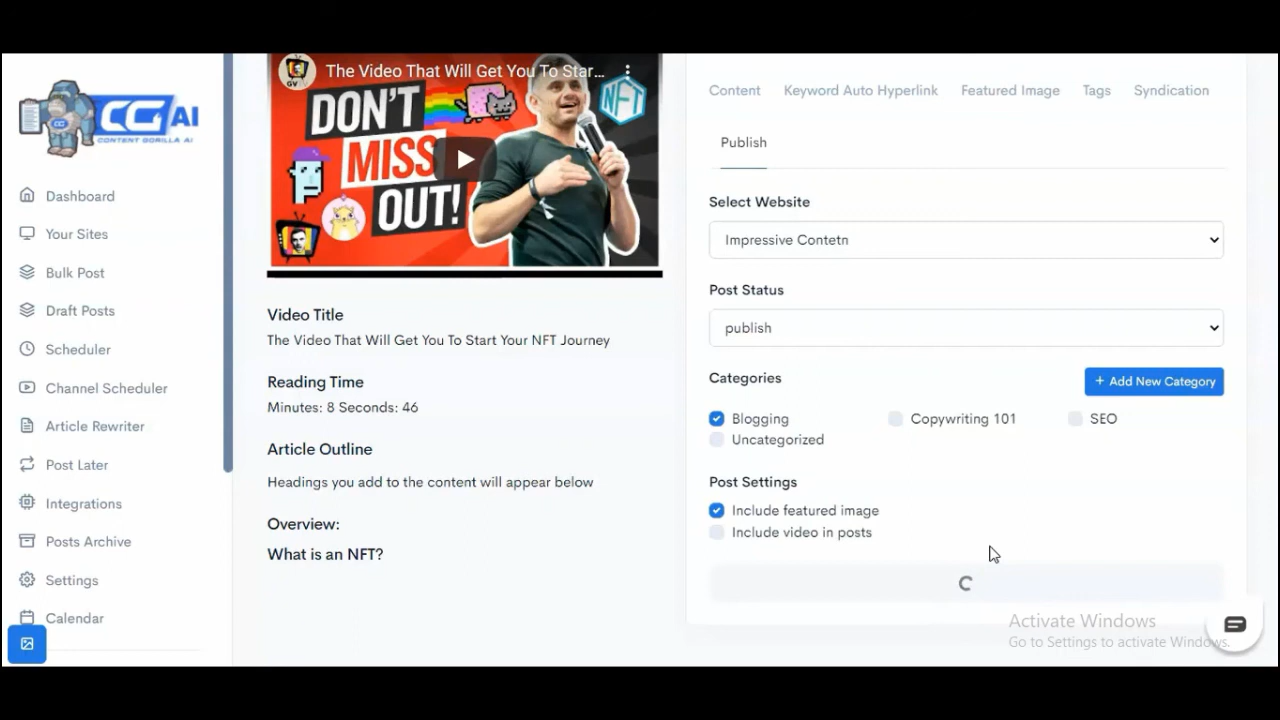 CG AI
CONTENT GORILLA AI
Dashboard
Your Sites
Bulk Post
Draft Posts
Scheduler
Channel Scheduler
Article Rewriter
Post Later
Integrations
Posts Archive
Settings
Calendar
GV
The Video That Will Get You To Star...
DON'T
MISS
OUT!
NFT
Video Title
The Video That Will Get You To Start Your NFT Journey
Reading Time
Minutes: 8 Seconds: 46
Article Outline
Headings you add to the content will appear below
Overview:
What is an NFT?
Content Keyword Auto Hyperlink Featured Image Tags Syndication
Publish
Select Website
Impressive Contetn
Post Status
publish
Categories
+ Add New Category
Blogging Copywriting 101 SEO
Uncategorized
Post Settings
Include featured image
Include video in posts
Activate Windows
Go to Settings to activate Windows.